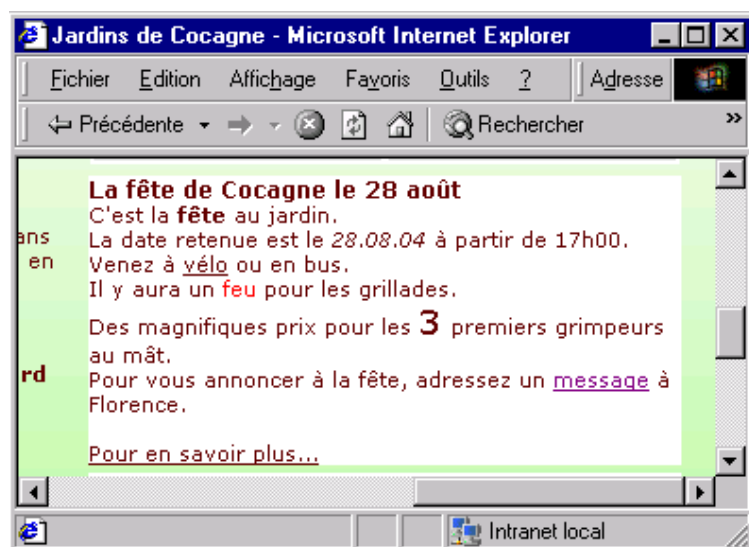 Jardins de Cocagne - Microsoft Internet Explorer
Fichier Edition Affichage Favoris Outils ? Adresse
Précédente Rechercher »
La fête de Cocagne le 28 août
C'est la fête au jardin.
ans La date retenue est le 28.08.04 à partir de 17h00.
en Venez à vélo ou en bus.
Il y aura un feu pour les grillades.
Des magnifiques prix pour les 3 premiers grimpeurs
au mât.
rd Pour vous annoncer à la fête, adressez un message à
Florence.
Pour en savoir plus...
Intranet local